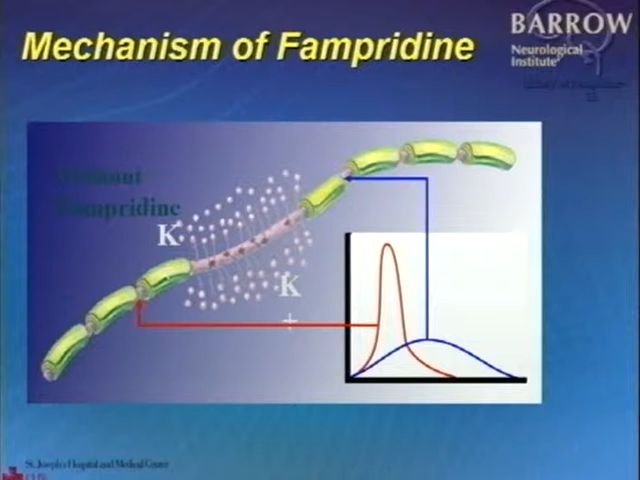 Mechanism of Fampridine
BARROW
Neurological
Institute
Without
Fampridine
K
K
+
St. Joseph's Hospital and Medical Center